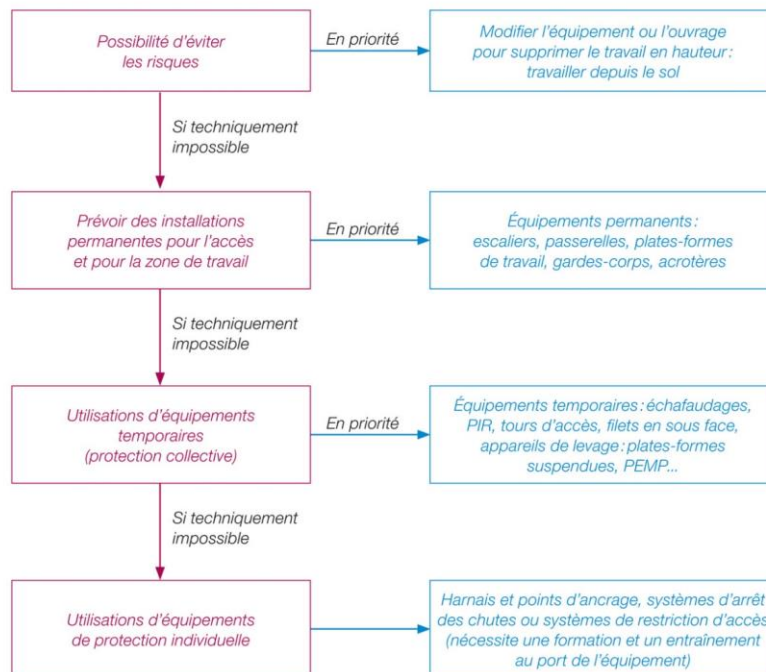 Possibilité d'éviter
les risques
En priorité
Modifier l'équipement ou l'ouvrage
pour supprimer le travail en hauteur :
travailler depuis le sol
Si techniquement
impossible
Prévoir des installations
permanentes pour l'accès
et pour la zone de travail
En priorité
Équipements permanents :
escaliers, passerelles, plates-formes
de travail, gardes-corps, acrotères
Si techniquement
impossible
Utilisations d'équipements
temporaires
(protection collective)
En priorité
Équipements temporaires : échafaudages,
PIR, tours d'accès, filets en sous face,
appareils de levage : plates-formes
suspendues, PEMP...
Si techniquement
impossible
Utilisations d'équipements
de protection individuelle
Harnais et points d'ancrage, systèmes d'arrêt
des chutes ou systèmes de restriction d'accès
(nécessite une formation et un entraînement
au port de l'équipement)